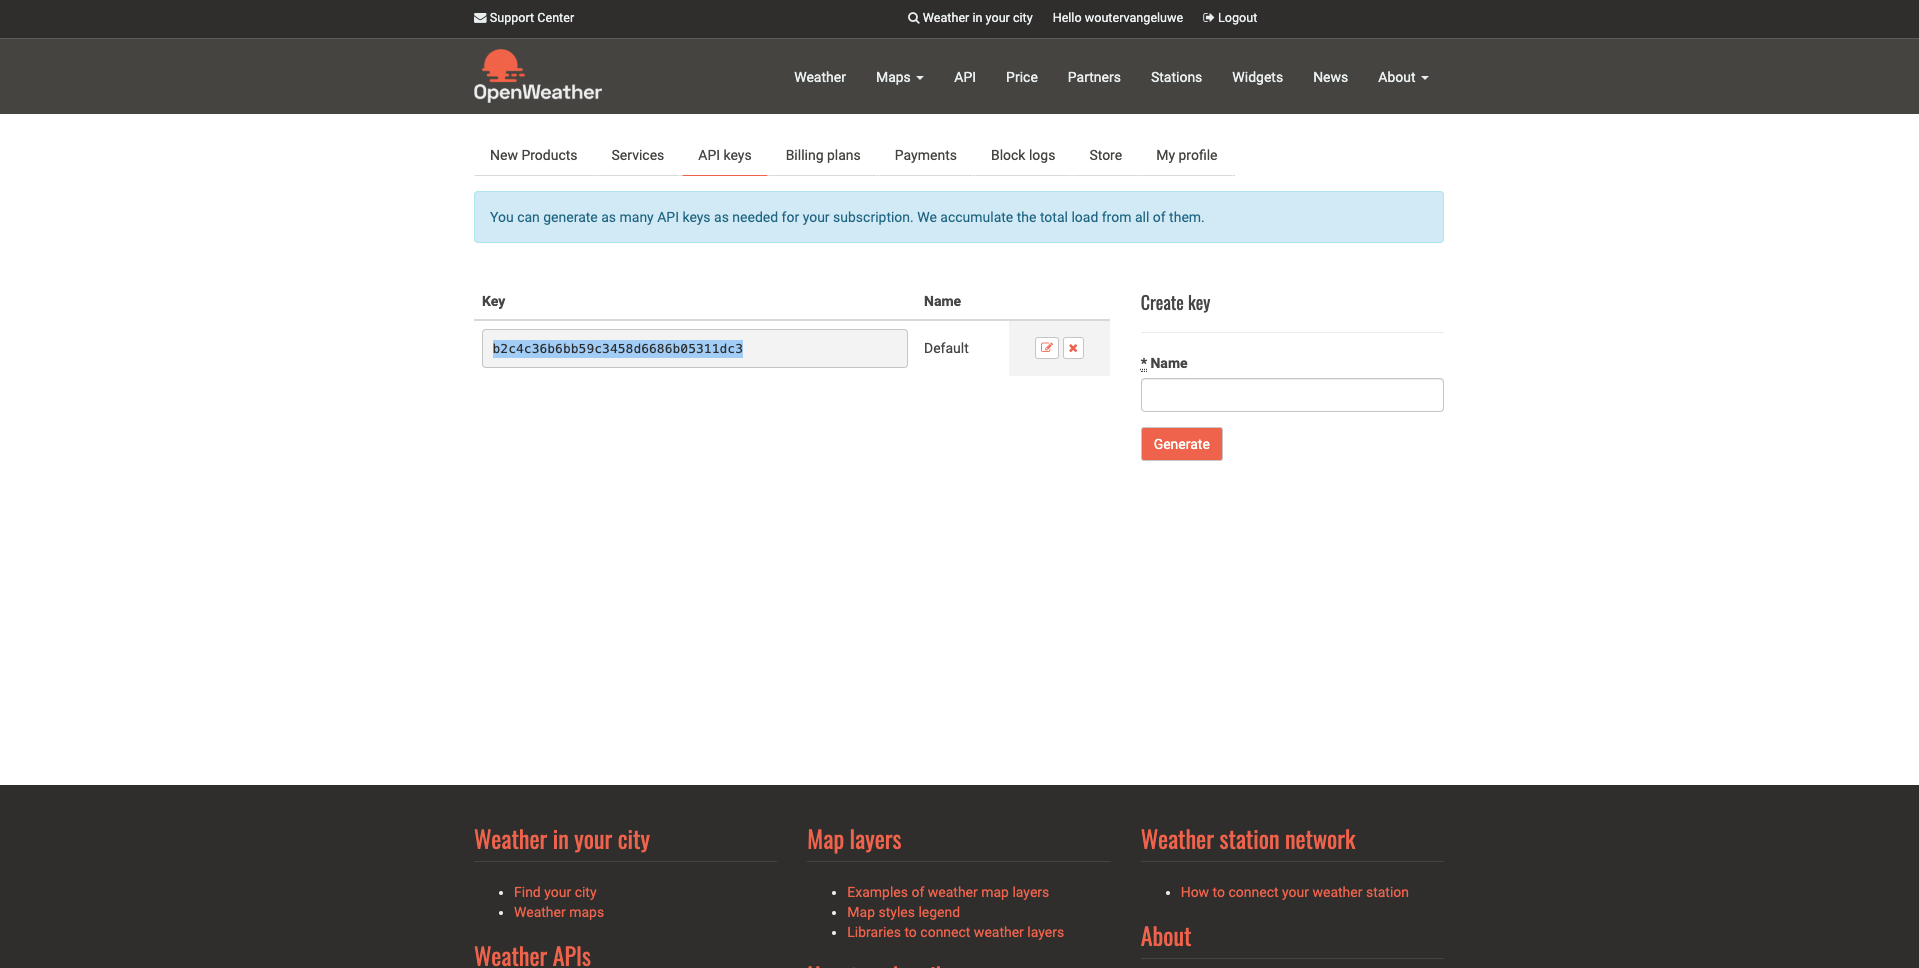 Support Center
Weather in your city Hello woutervangeluwe Logout
OpenWeather
Weather Maps API Price Partners Stations Widgets News About
New Products Services API keys Billing plans Payments Block logs Store My profile
You can generate as many API keys as needed for your subscription. We accumulate the total load from all of them.
Key Name
b2c4c36b6bb59c3458d6686b05311dc3 Default
Create key
* Name
Generate
Weather in your city
Find your city
Weather maps
Weather APIs
Map layers
Examples of weather map layers
Map styles legend
Libraries to connect weather layers
Weather station network
How to connect your weather station
About